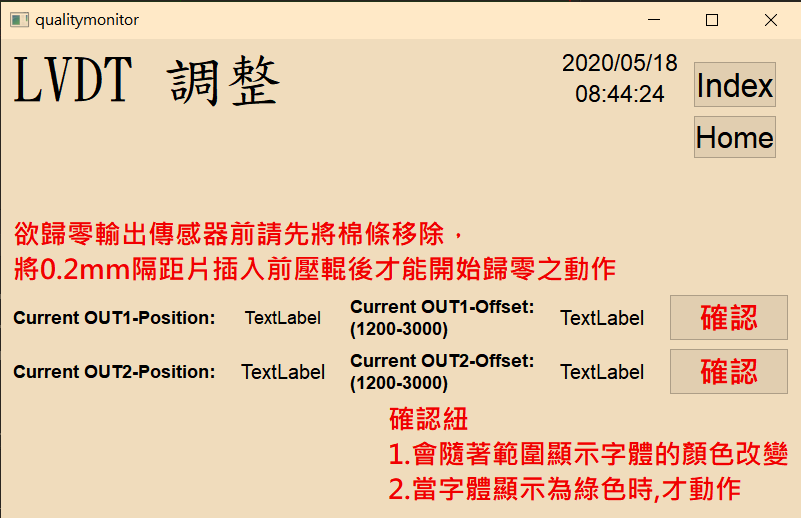 qualitymonitor
LVDT 調整
2020/05/18
08:44:24
Index
Home
欲歸零輸出傳感器前請先將棉條移除，
將0.2mm隔距片插入前壓輥後才能開始歸零之動作
Current OUT1-Position: TextLabel Current OUT1-Offset: (1200-3000) TextLabel 確認
Current OUT2-Position: TextLabel Current OUT2-Offset: (1200-3000) TextLabel 確認
確認紐
1.會隨著範圍顯示字體的顏色改變
2.當字體顯示為綠色時,才動作